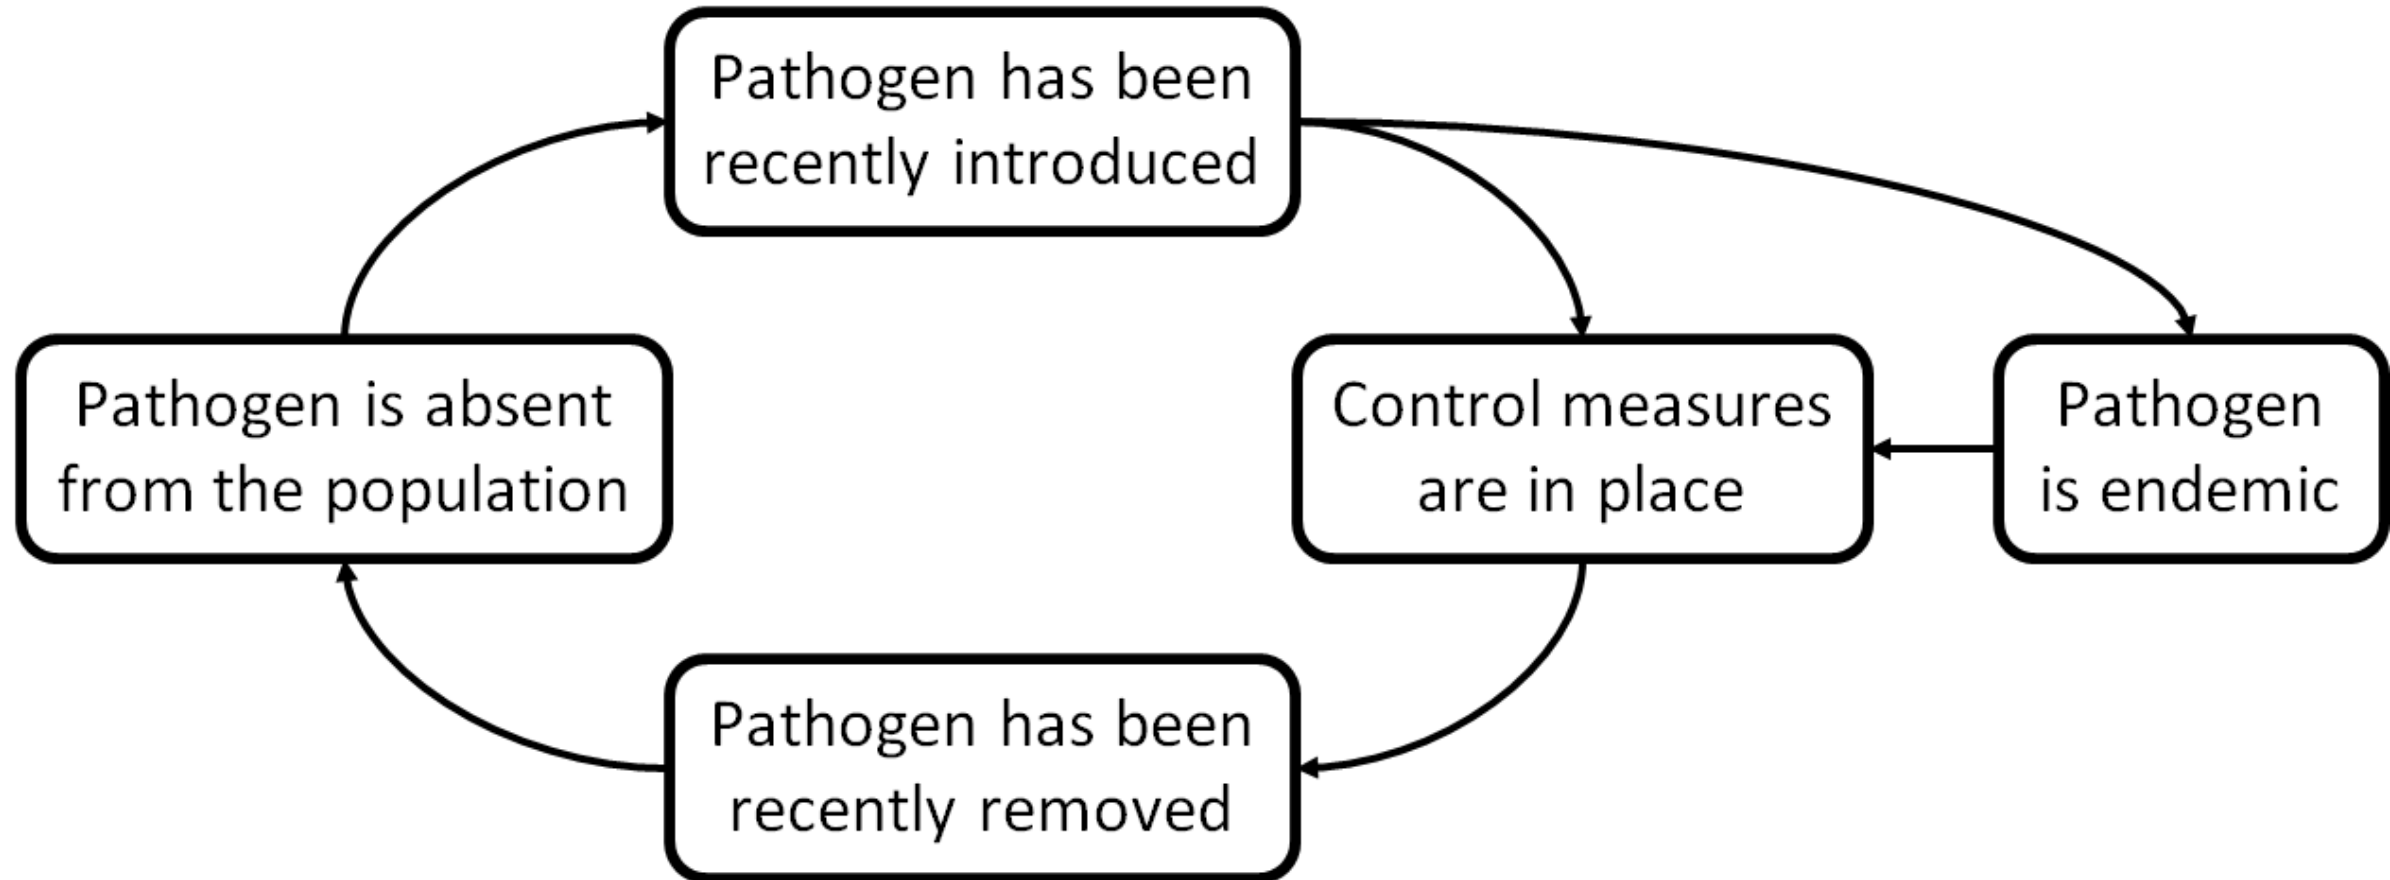 Pathogen has been
recently introduced
Pathogen is absent
from the population
Control measures
are in place
Pathogen
is endemic
Pathogen has been
recently removed